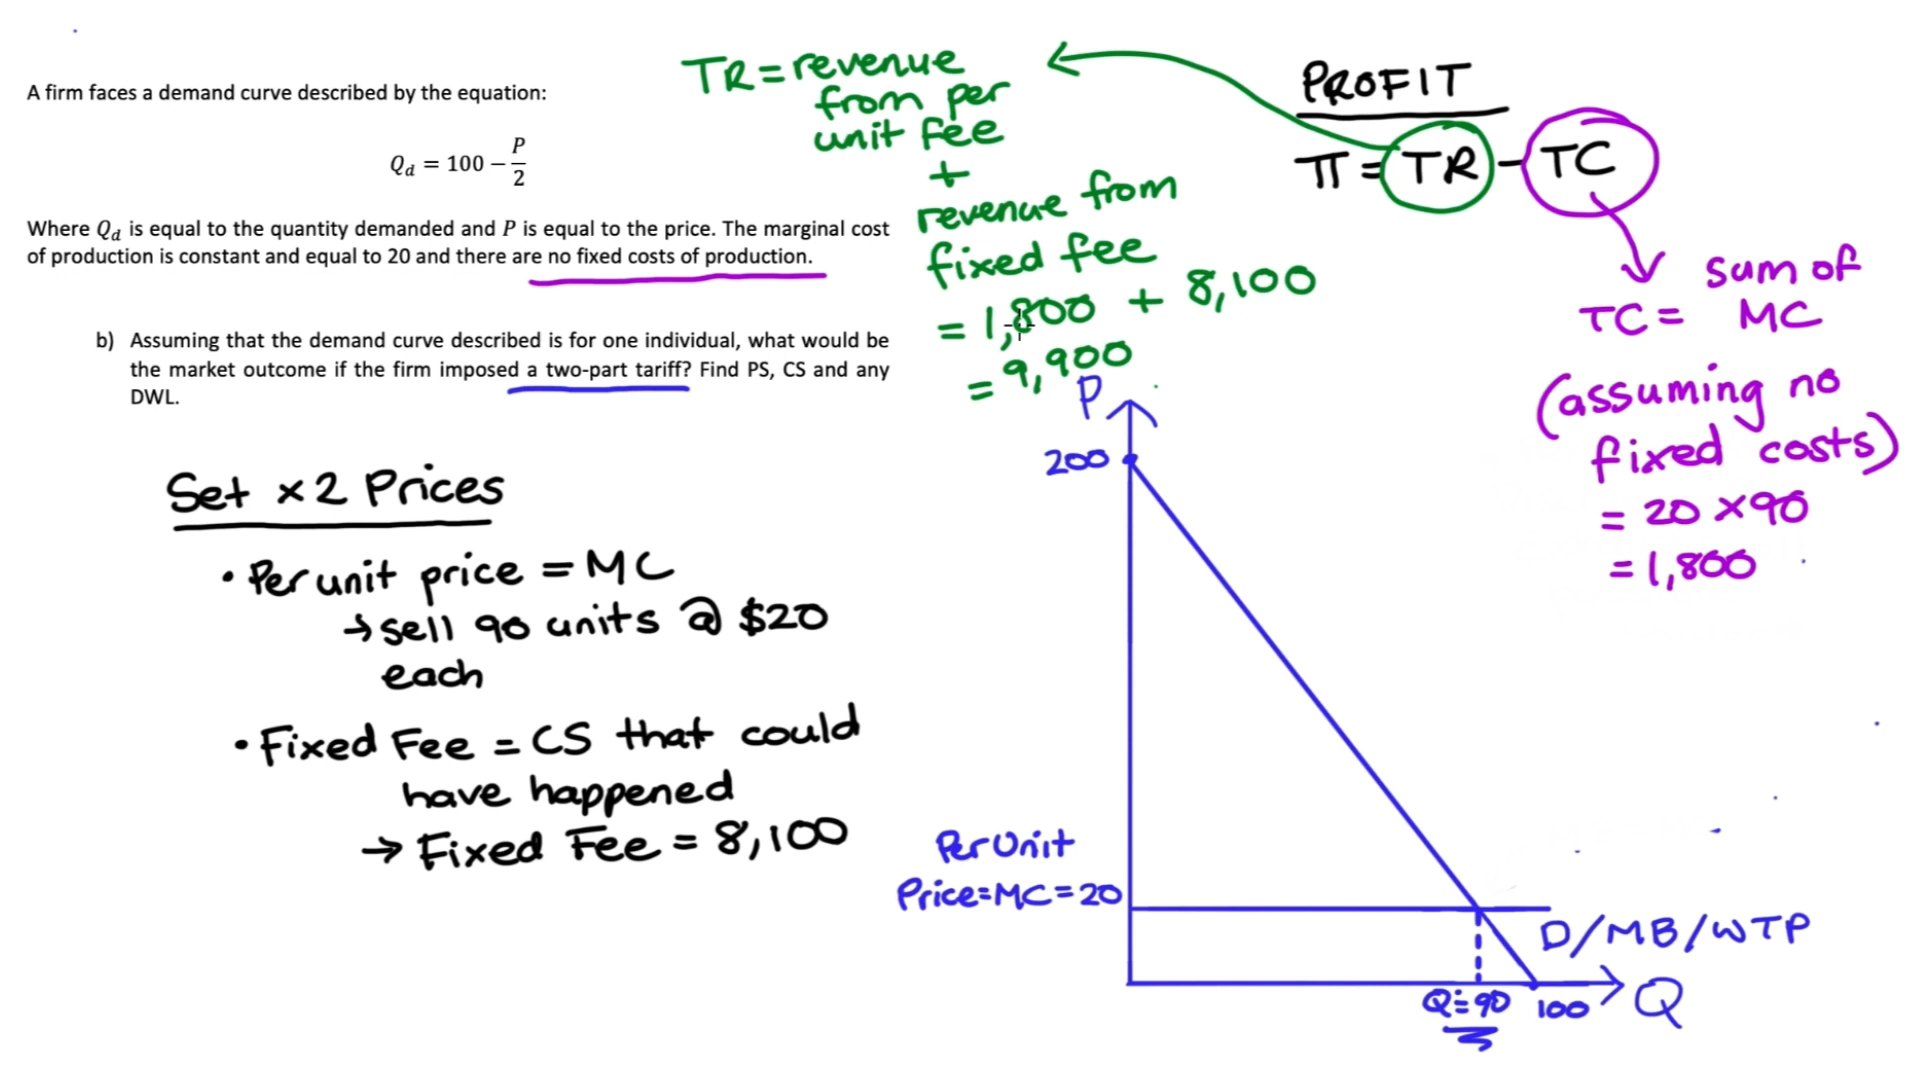 A firm faces a demand curve described by the equation:
Qd = 100 − P/2
Where Qd is equal to the quantity demanded and P is equal to the price. The marginal cost
of production is constant and equal to 20 and there are no fixed costs of production.
b) Assuming that the demand curve described is for one individual, what would be
the market outcome if the firm imposed a two-part tariff? Find PS, CS and any
DWL.
Set x2 Prices
• Per unit price = MC
→ sell 90 units @ $20
each
• Fixed Fee = CS that could
have happened
→ Fixed Fee = 8,100
TR = revenue
from per
unit fee
+
revenue from
fixed fee
= 1,800 + 8,100
= 9,900
PROFIT
π = TR − TC
TC = sum of
MC
(assuming no
fixed costs)
= 20 × 90
= 1,800
P
200
Per Unit
Price=MC=20
D/MB/WTP
Q=90
100
Q